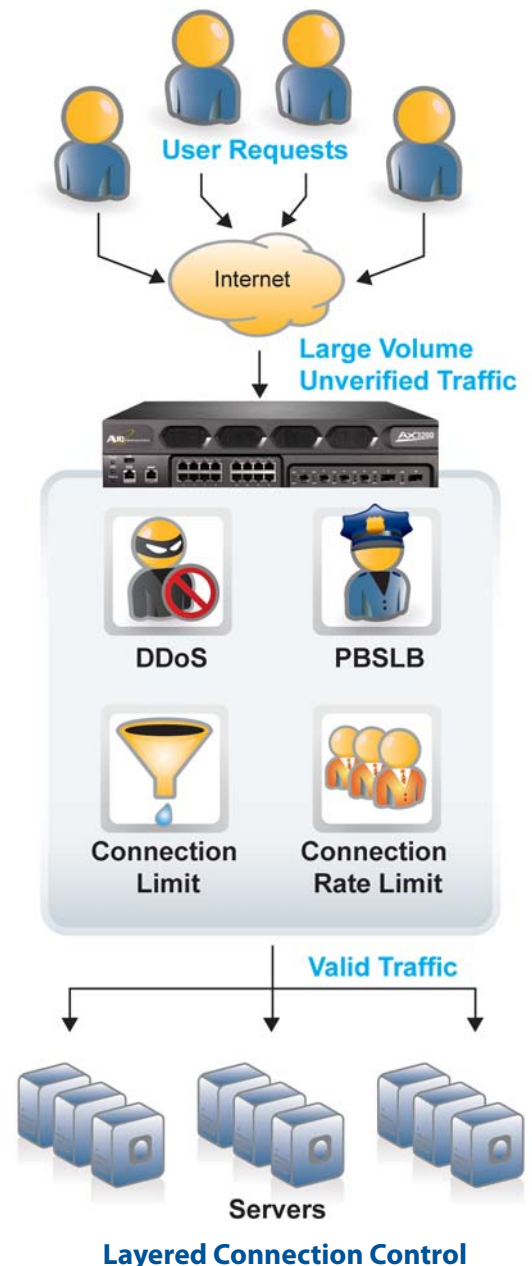 User Requests
Internet
Large Volume
Unverified Traffic
AX3200
DDoS
PBSLB
Connection
Limit
Connection
Rate Limit
Valid Traffic
Servers
Layered Connection Control